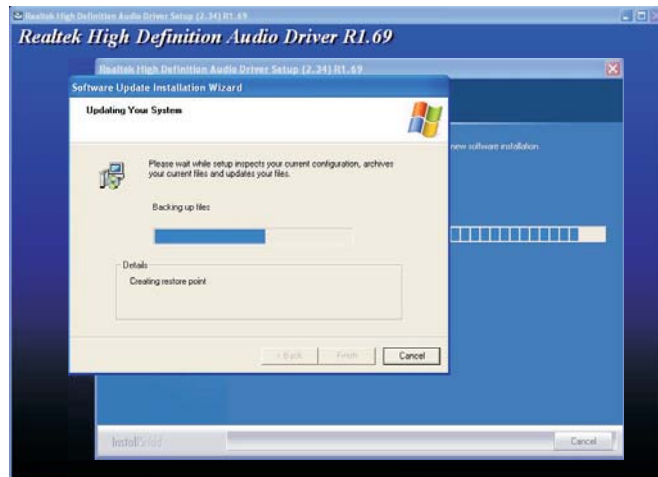 Realtek High Definition Audio Driver Setup (2.34) R1.69
Realtek High Definition Audio Driver R1.69
Realtek High Definition Audio Driver Setup (2.34) R1.69
Software Update Installation Wizard
Updating Your System
new software installation.
Please wait while setup inspects your current configuration, archives
your current files and updates your files.
Backing up files
Details
Creating restore point
< Back
Finish
Cancel
InstallShield
Cancel